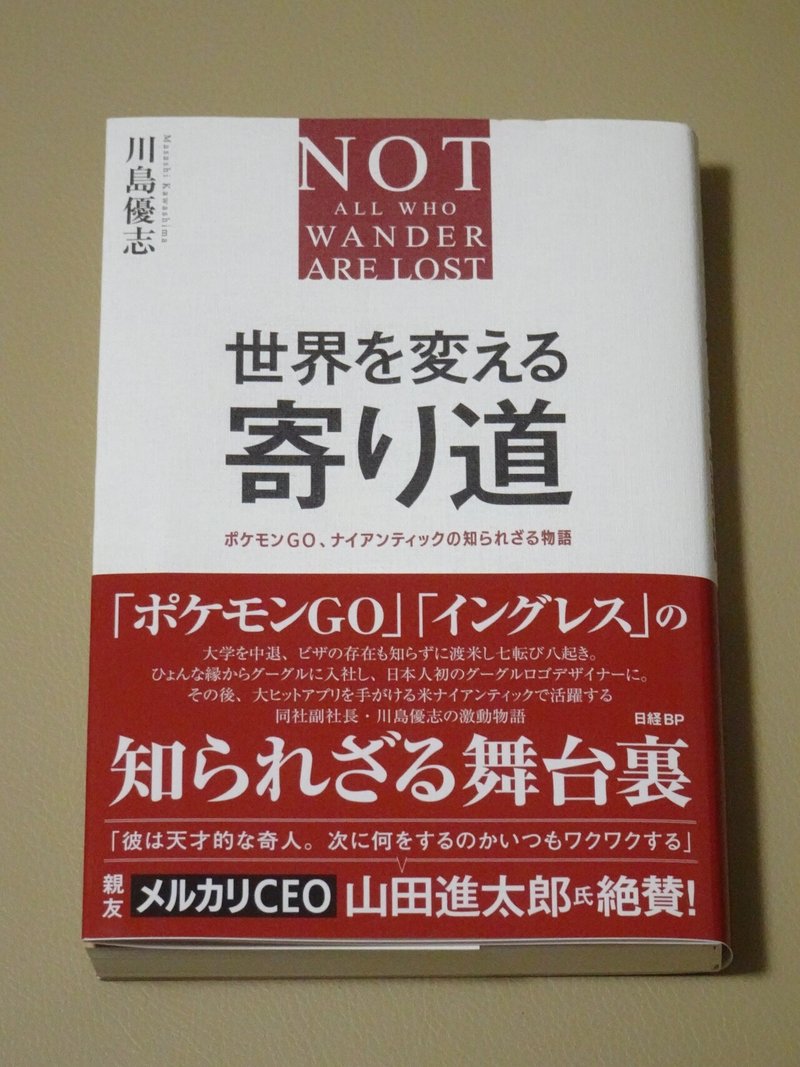 川島優志
Masashi Kawashima
NOT
ALL WHO
WANDER
ARE LOST
世界を変える
寄り道
ポケモンGO、ナイアンティックの知られざる物語
「ポケモンGO」「イングレス」の
大学を中退、ビザの存在も知らずに渡米し七転び八起き。
ひょんな縁からグーグルに入社し、日本人初のグーグルロゴデザイナーに。
その後、大ヒットアプリを手がける米ナイアンティックで活躍する
同社副社長・川島優志の激動物語
日経BP
知られざる舞台裏
「彼は天才的な奇人。次に何をするのかいつもワクワクする」
親友 メルカリCEO 山田進太郎氏絶賛!